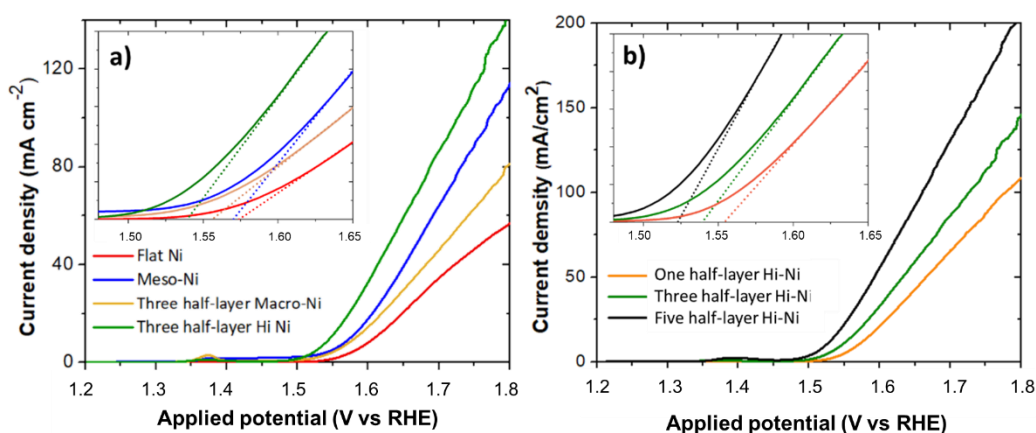 a)
Current density (mA cm-2)
120
80
40
0
1.50 1.55 1.60 1.65
Flat Ni
Meso-Ni
Three half-layer Macro-Ni
Three half-layer Hi Ni
1.2 1.3 1.4 1.5 1.6 1.7 1.8
Applied potential (V vs RHE)
b)
Current density (mA/cm2)
200
150
100
50
0
1.50 1.55 1.60 1.65
One half-layer Hi-Ni
Three half-layer Hi-Ni
Five half-layer Hi-Ni
1.3 1.4 1.5 1.6 1.7 1.8
Applied potential (V vs RHE)